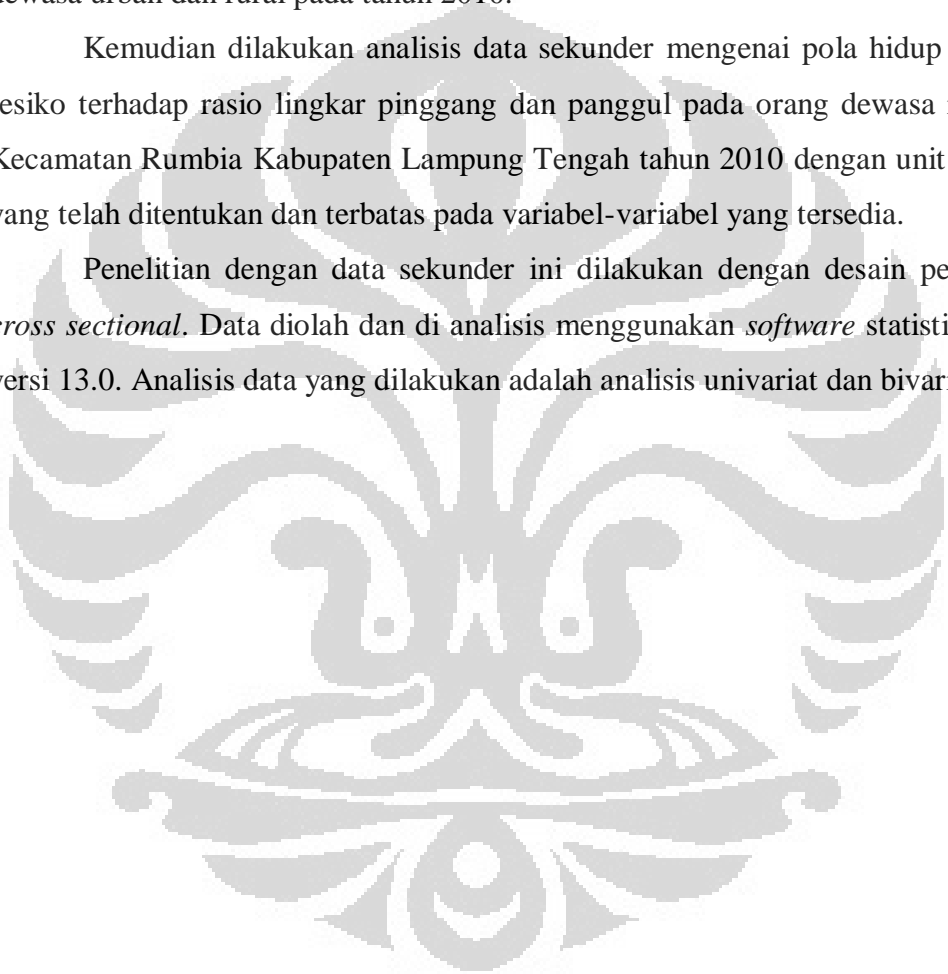 dewasa urban dan rural pada tahun 2010.
Kemudian dilakukan analisis data sekunder mengenai pola hidup
resiko terhadap rasio lingkar pinggang dan panggul pada orang dewasa
Kecamatan Rumbia Kabupaten Lampung Tengah tahun 2010 dengan unit
yang telah ditentukan dan terbatas pada variabel-variabel yang tersedia.
Penelitian dengan data sekunder ini dilakukan dengan desain
cross sectional. Data diolah dan di analisis menggunakan software
versi 13.0. Analisis data yang dilakukan adalah analisis univariat dan